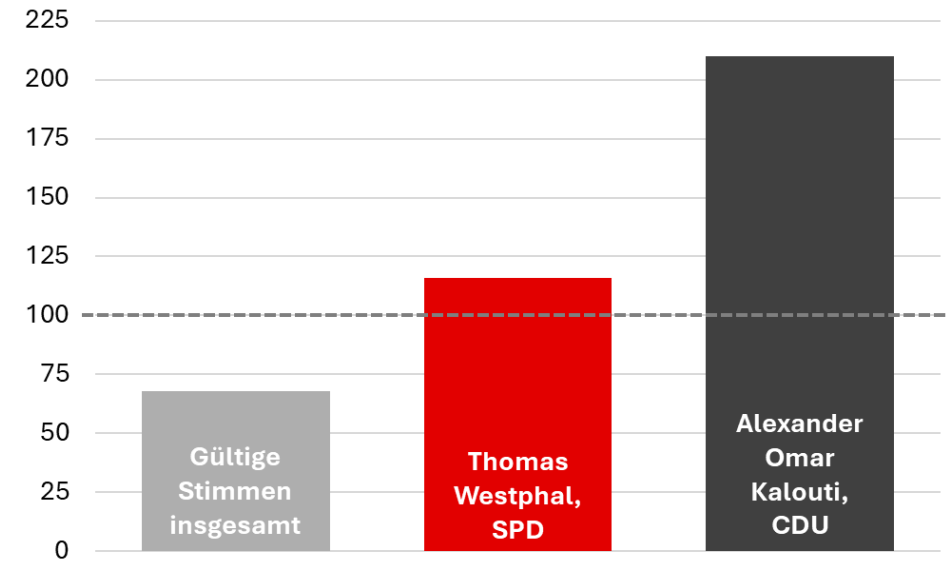 225
200
175
150
125
100
75
50
25
0
Gültige
Stimmen
insgesamt
Thomas
Westphal,
SPD
Alexander
Omar
Kalouti,
CDU